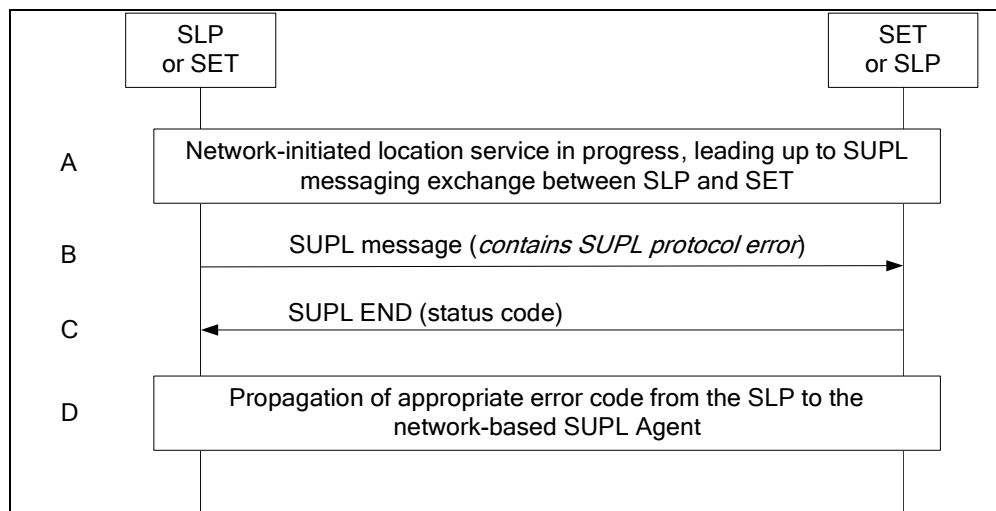 SLP
or SET
SET
or SLP
A
Network-initiated location service in progress, leading up to SUPL
messaging exchange between SLP and SET
B
SUPL message (contains SUPL protocol error)
C
SUPL END (status code)
D
Propagation of appropriate error code from the SLP to the
network-based SUPL Agent